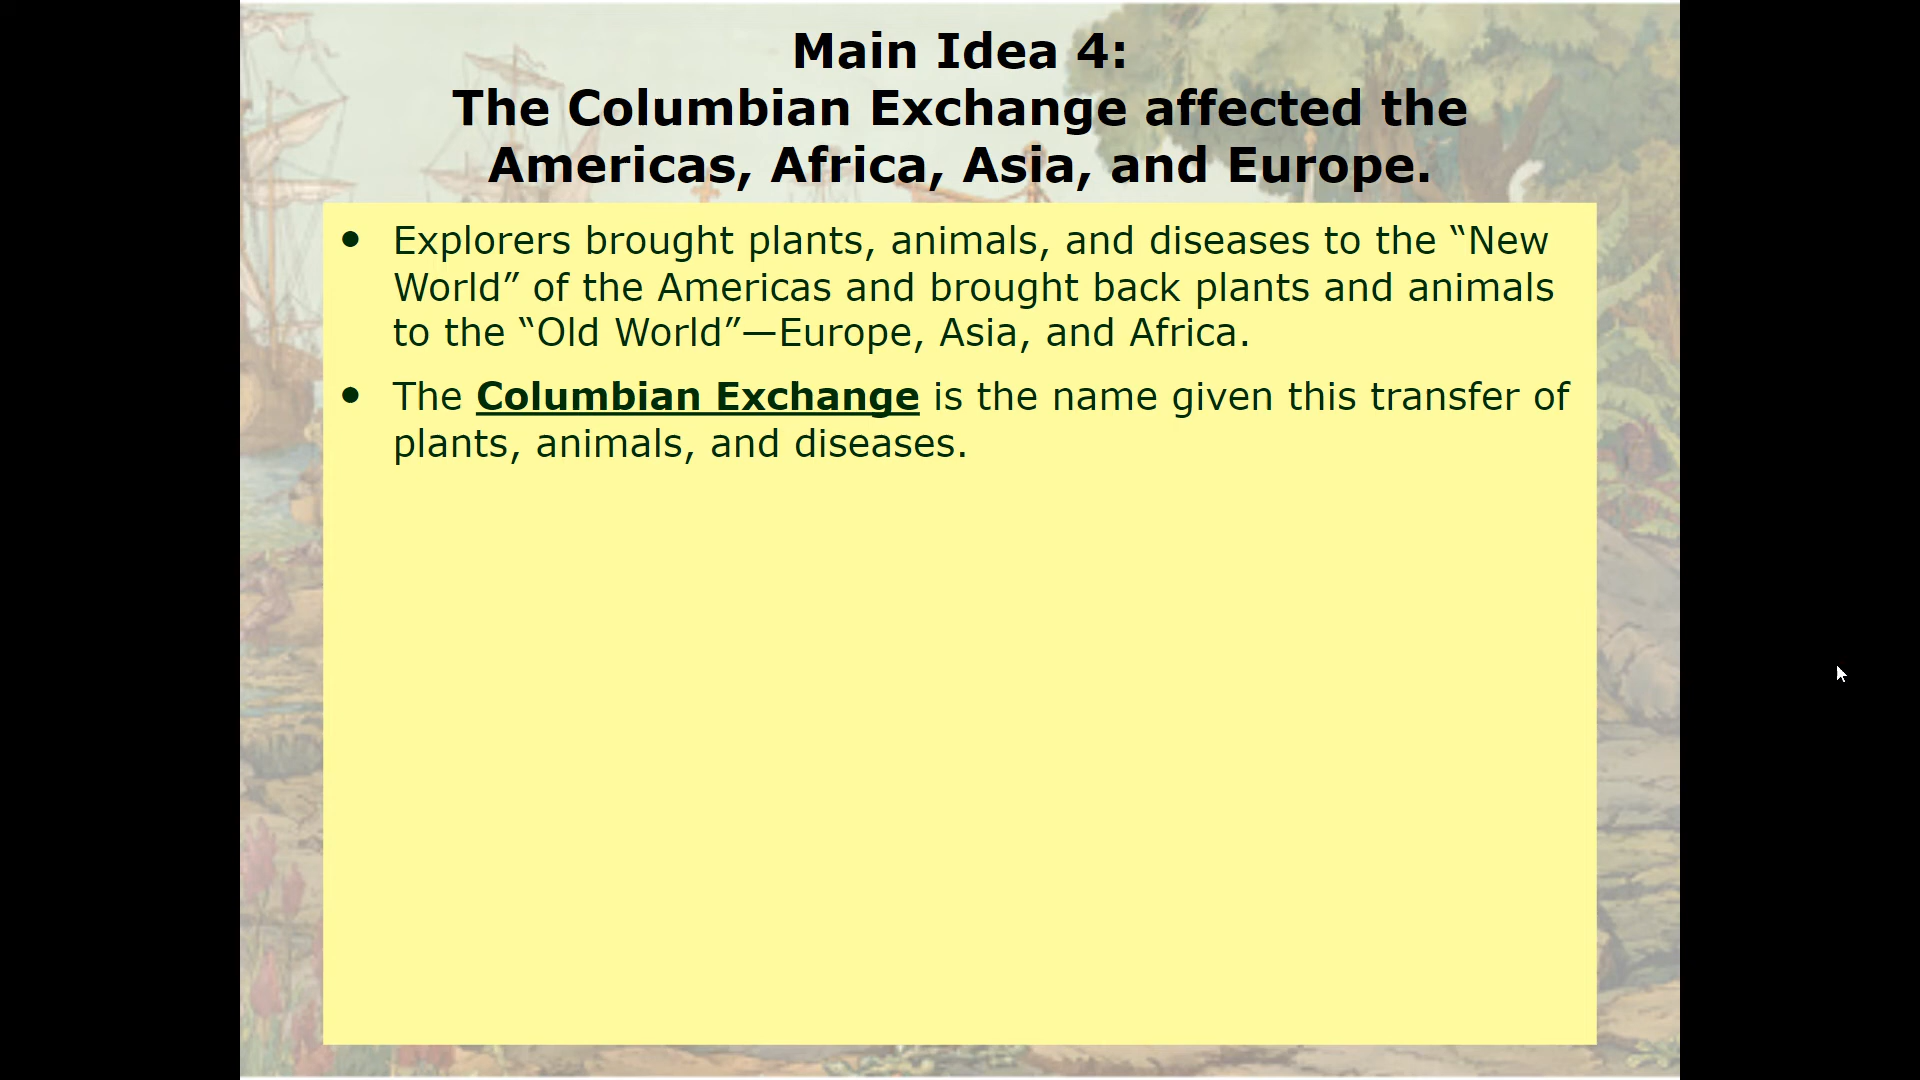 Main Idea 4:
The Columbian Exchange affected the
Americas, Africa, Asia, and Europe.
• Explorers brought plants, animals, and diseases to the “New
World” of the Americas and brought back plants and animals
to the “Old World”—Europe, Asia, and Africa.
• The Columbian Exchange is the name given this transfer of
plants, animals, and diseases.